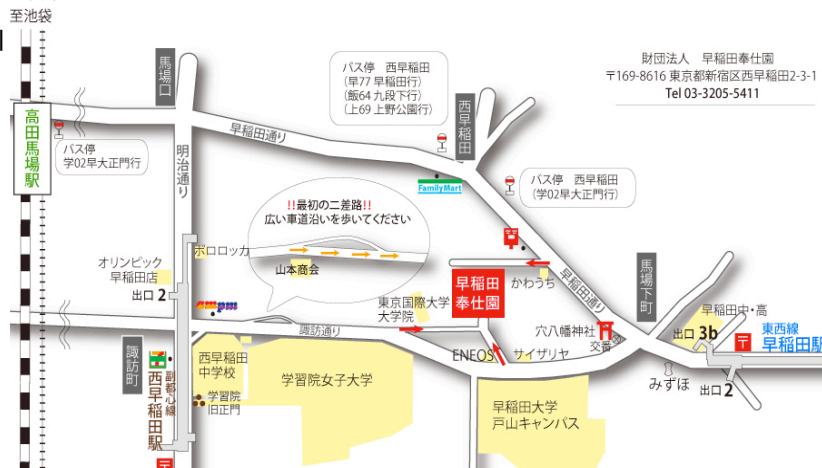 至池袋
馬場口
高田馬場駅
バス停
学02早大正門行
明治通り
早稲田通り
バス停 西早稲田
(早77 早稲田行)
(飯64 九段下行)
(上69 上野公園行)
西早稲田
財団法人 早稲田奉仕園
〒169-8616 東京都新宿区西早稲田2-3-1
Tel 03-3205-5411
バス停 西早稲田
(学02早大正門行)
FamilyMart
!!最初の二差路!!
広い車道沿いを歩いてください
山本商会
ポロロッカ
オリンピック
早稲田店
出口 2
am pm
諏訪通り
東京国際大学
大学院
早稲田
奉仕園
かわうち
早稲田通り
馬場下町
早稲田中・高
出口 3b
東西線
早稲田駅
穴八幡神社
交番
みずほ
出口 2
ENEOS
サイゼリヤ
諏訪町
副都心線
西早稲田駅
西早稲田
中学校
学習院
旧正門
学習院女子大学
早稲田大学
戸山キャンパス